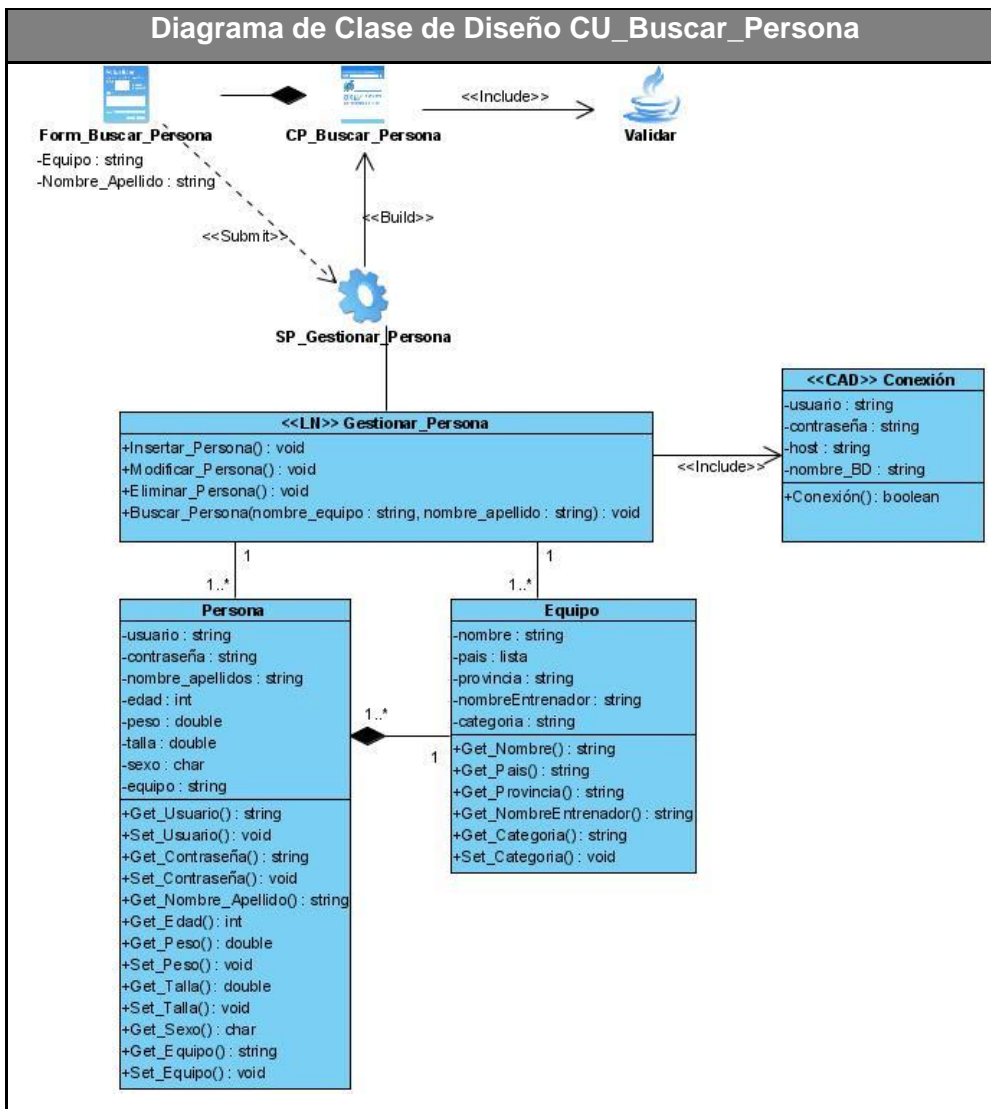 Diagrama de Clase de Diseño CU_Buscar_Persona
<<Include>>
Form_Buscar_Persona
CP_Buscar_Persona
Validar
-Equipo : string
-Nombre_Apellido : string
<<Build>>
<<Submit>>
SP_Gestionar_Persona
<<CAD>> Conexión
-usuario : string
-contraseña : string
-host : string
-nombre_BD : string
+Conexión() : boolean
<<LN>> Gestionar_Persona
+Insertar_Persona() : void
+Modificar_Persona() : void
+Eliminar_Persona() : void
+Buscar_Persona(nombre_equipo : string, nombre_apellido : string) : void
<<Include>>
1
1..*
1
1..*
Persona
-usuario : string
-contraseña : string
-nombre_apellidos : string
-edad : int
-peso : double
-talla : double
-sexo : char
-equipo : string
+Get_Usuario() : string
+Set_Usuario() : void
+Get_Contraseña() : string
+Set_Contraseña() : void
+Get_Nombre_Apellido() : string
+Get_Edad() : int
+Get_Peso() : double
+Set_Peso() : void
+Get_Talla() : double
+Set_Talla() : void
+Get_Sexo() : char
+Get_Equipo() : string
+Set_Equipo() : void
1..*
1
Equipo
-nombre : string
-pais : lista
-provincia : string
-nombreEntrenador : string
-categoria : string
+Get_Nombre() : string
+Get_Pais() : string
+Get_Provincia() : string
+Get_NombreEntrenador() : string
+Get_Categoria() : string
+Set_Categoria() : void